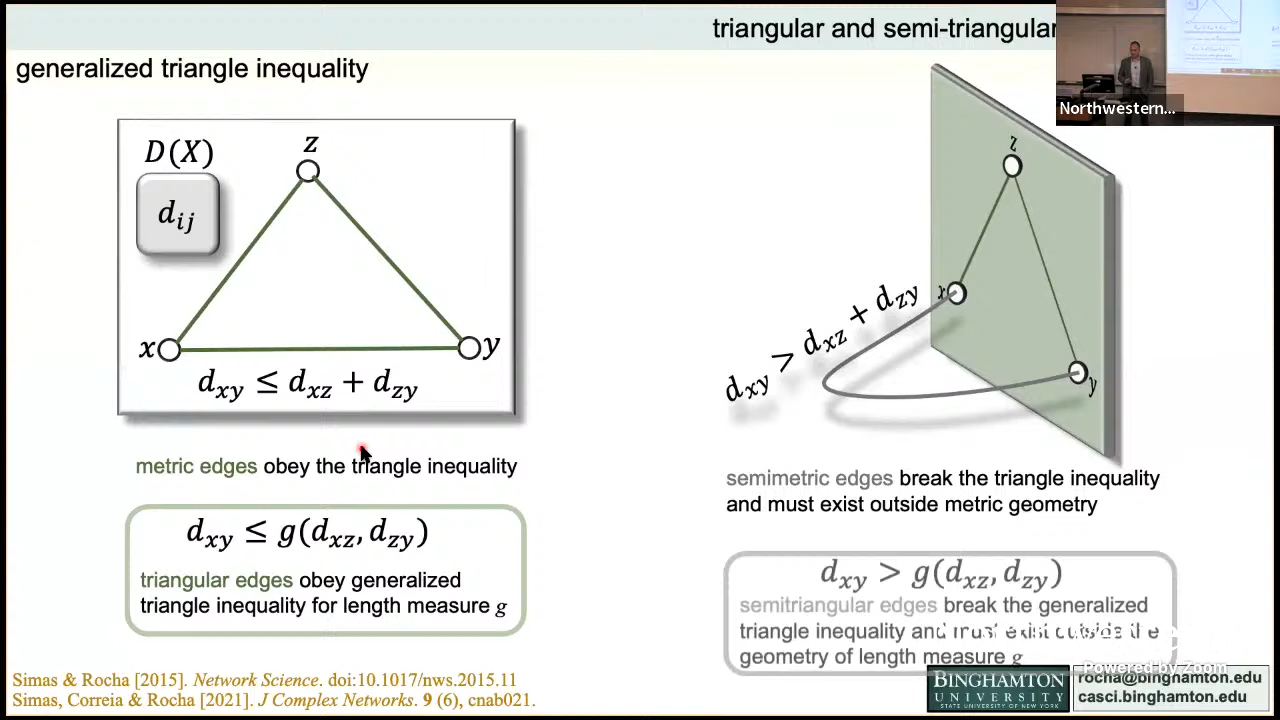 triangular and semi-triangular
generalized triangle inequality
Northwestern...
D(X)
d_ij
z
x
y
d_xy ≤ d_xz + d_zy
metric edges obey the triangle inequality
d_xy ≤ g(d_xz, d_zy)
triangular edges obey generalized
triangle inequality for length measure g
z
x
y
d_xy > d_xz + d_zy
semimetric edges break the triangle inequality
and must exist outside metric geometry
d_xy > g(d_xz, d_zy)
semitriangular edges break the generalized
triangle inequality and must exist outside the
geometry of length measure g
Powered by Zoom
Simas & Rocha [2015]. Network Science. doi:10.1017/nws.2015.11
Simas, Correia & Rocha [2021]. J Complex Networks. 9 (6), cnab021.
BINGHAMTON
UNIVERSITY
STATE UNIVERSITY OF NEW YORK
rocha@binghamton.edu
casci.binghamton.edu